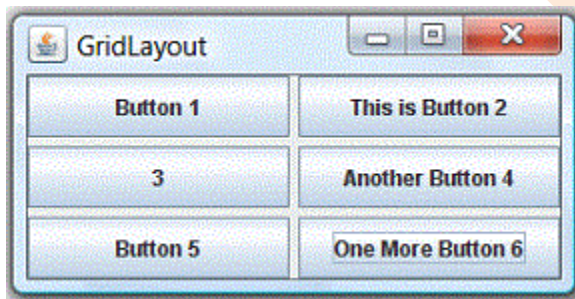 GridLayout
Button 1
This is Button 2
3
Another Button 4
Button 5
One More Button 6